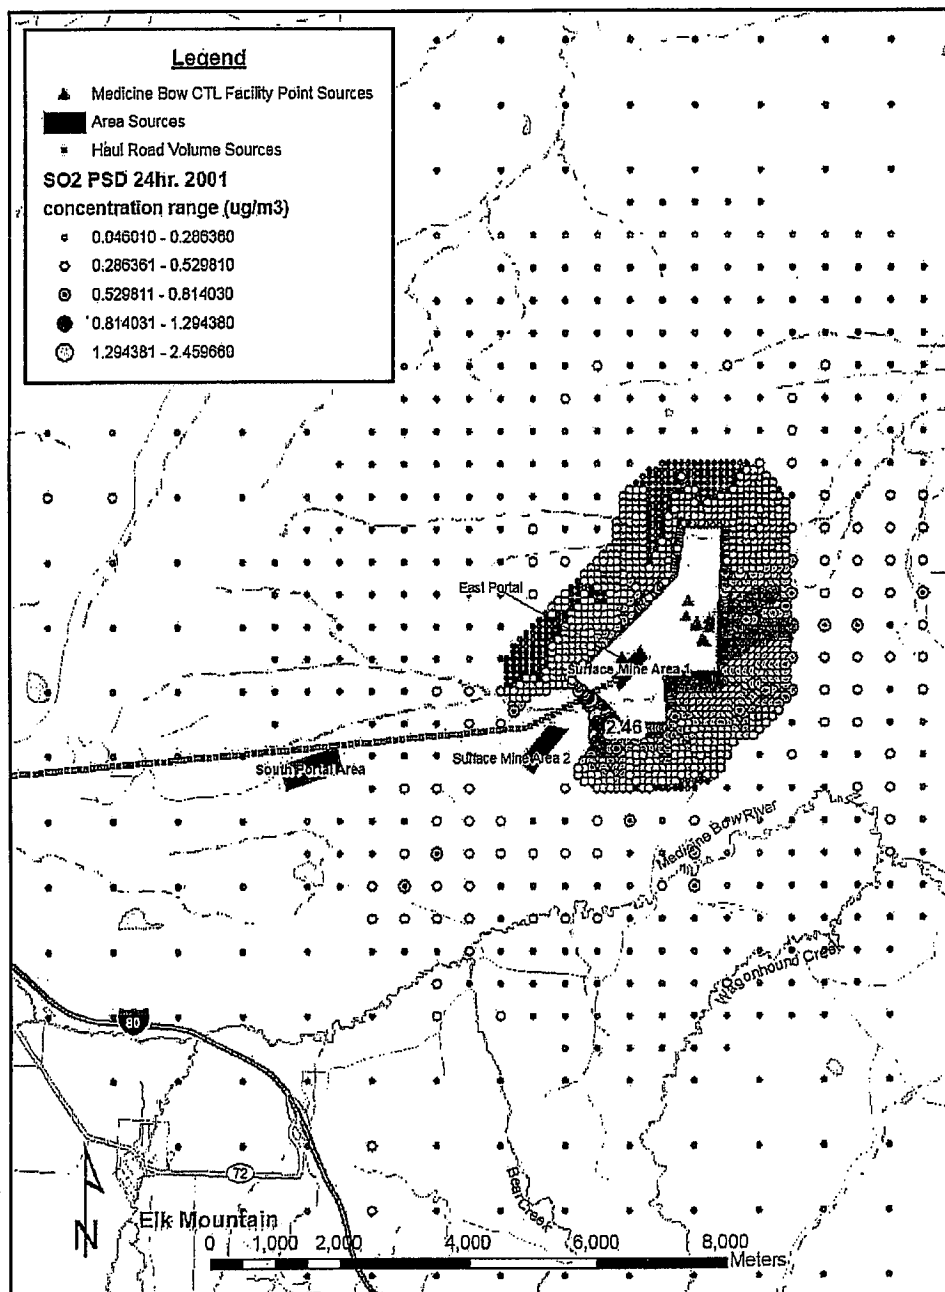 Legend
Medicine Bow CTL Facility Point Sources
Area Sources
Haul Road Volume Sources
SO2 PSD 24hr. 2001
concentration range (ug/m3)
0.046010 - 0.286360
0.286361 - 0.529810
0.529811 - 0.814030
0.814031 - 1.294380
1.294381 - 2.459660
East Portal
Surface Mine Area 1
2.46
Surface Mine Area 2
South Portal Area
Medicine Bow River
Wagonhound Creek
80
72
Bear Creek
N
Elk Mountain
0 1,000 2,000 4,000 6,000 8,000
Meters